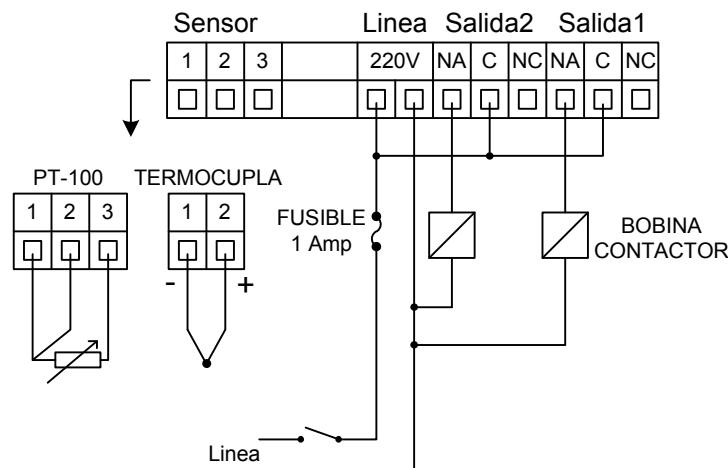 Sensor Linea Salida2 Salida1
1 2 3 220V NA C NC NA C NC
PT-100 TERMOCUPLA
1 2 3 1 2
FUSIBLE
1 Amp
BOBINA
CONTACTOR
- +
Linea